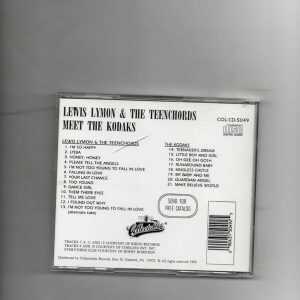 LEWIS LYMON & THE TEENCHORDS
MEET THE KODAKS
COL-CD-5049
LEWIS LYMON & THE TEENCHORDS
1. I'M SO HAPPY
2. LYDIA
3. HONEY, HONEY
4. PLEASE TELL THE ANGELS
5. I'M NOT TOO YOUNG TO FALL IN LOVE
6. FALLING IN LOVE
7. YOUR LAST CHANCE
8. TOO YOUNG
9. DANCE GIRL
10. THEM THERE EYES
11. TELL ME LOVE
12. I FOUND OUT WHY
13. I'M NOT TOO YOUNG TO FALL IN LOVE
(alternate take)
THE KODAKS
14. TEENAGER'S DREAM
15. LITTLE BOY AND GIRL
16. OH GEE OH GOSH
17. RUNAROUND BABY
18. KINGLESS CASTLE
19. MY BABY AND ME
20. GUARDIAN ANGEL
21. MAKE BELIEVE WORLD
SEND FOR
FREE CATALOG
Collectables